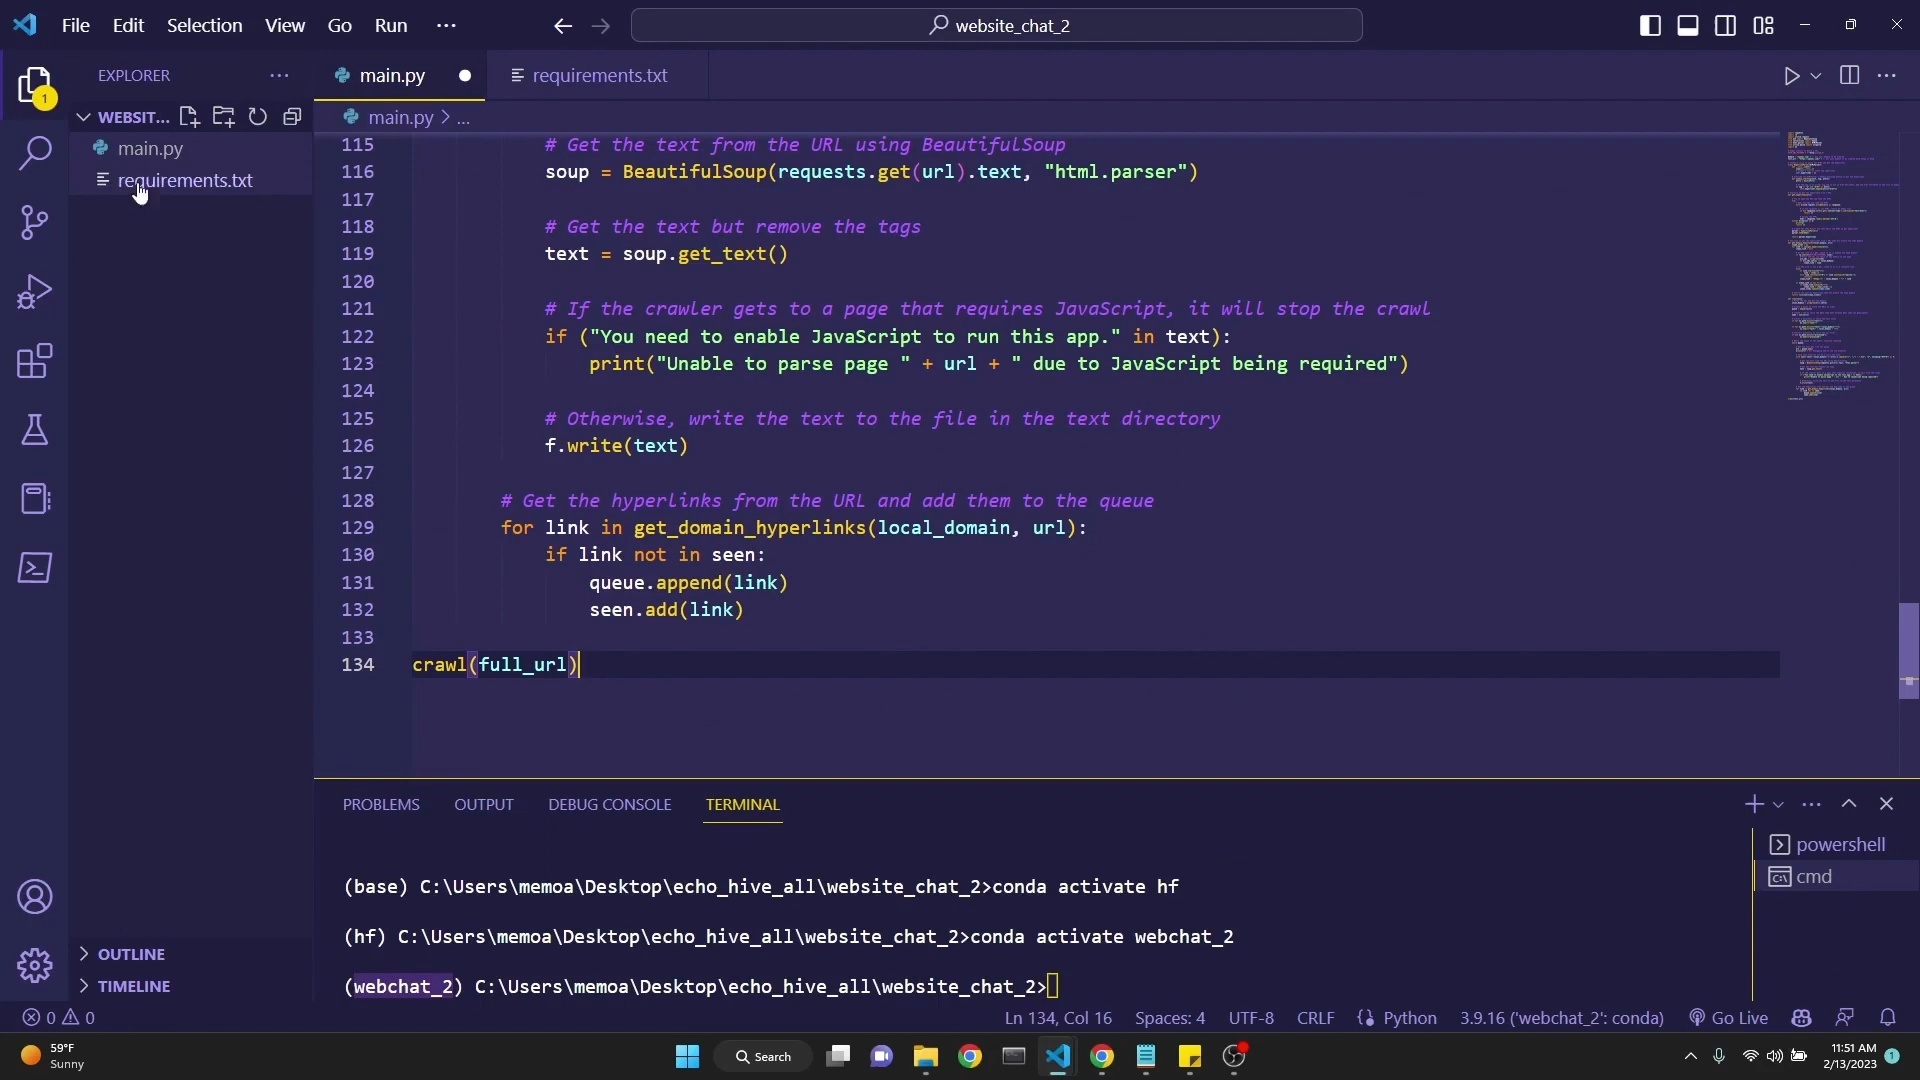 File Edit Selection View Go Run ···
website_chat_2
EXPLORER
main.py
requirements.txt
1
WEBSIT...
main.py > ...
main.py
requirements.txt
115 # Get the text from the URL using BeautifulSoup
116 soup = BeautifulSoup(requests.get(url).text, "html.parser")
117
118 # Get the text but remove the tags
119 text = soup.get_text()
120
121 # If the crawler gets to a page that requires JavaScript, it will stop the crawl
122 if ("You need to enable JavaScript to run this app." in text):
123 print("Unable to parse page " + url + " due to JavaScript being required")
124
125 # Otherwise, write the text to the file in the text directory
126 f.write(text)
127
128 # Get the hyperlinks from the URL and add them to the queue
129 for link in get_domain_hyperlinks(local_domain, url):
130 if link not in seen:
131 queue.append(link)
132 seen.add(link)
133
134 crawl(full_url)
PROBLEMS OUTPUT DEBUG CONSOLE TERMINAL
powershell
cmd
(base) C:\Users\memoa\Desktop\echo_hive_all\website_chat_2>conda activate hf
(hf) C:\Users\memoa\Desktop\echo_hive_all\website_chat_2>conda activate webchat_2
(webchat_2) C:\Users\memoa\Desktop\echo_hive_all\website_chat_2>
OUTLINE
TIMELINE
0 0
Ln 134, Col 16 Spaces: 4 UTF-8 CRLF Python 3.9.16 ('webchat_2': conda) Go Live
59°F
Sunny
Search
11:51 AM
2/13/2023
1